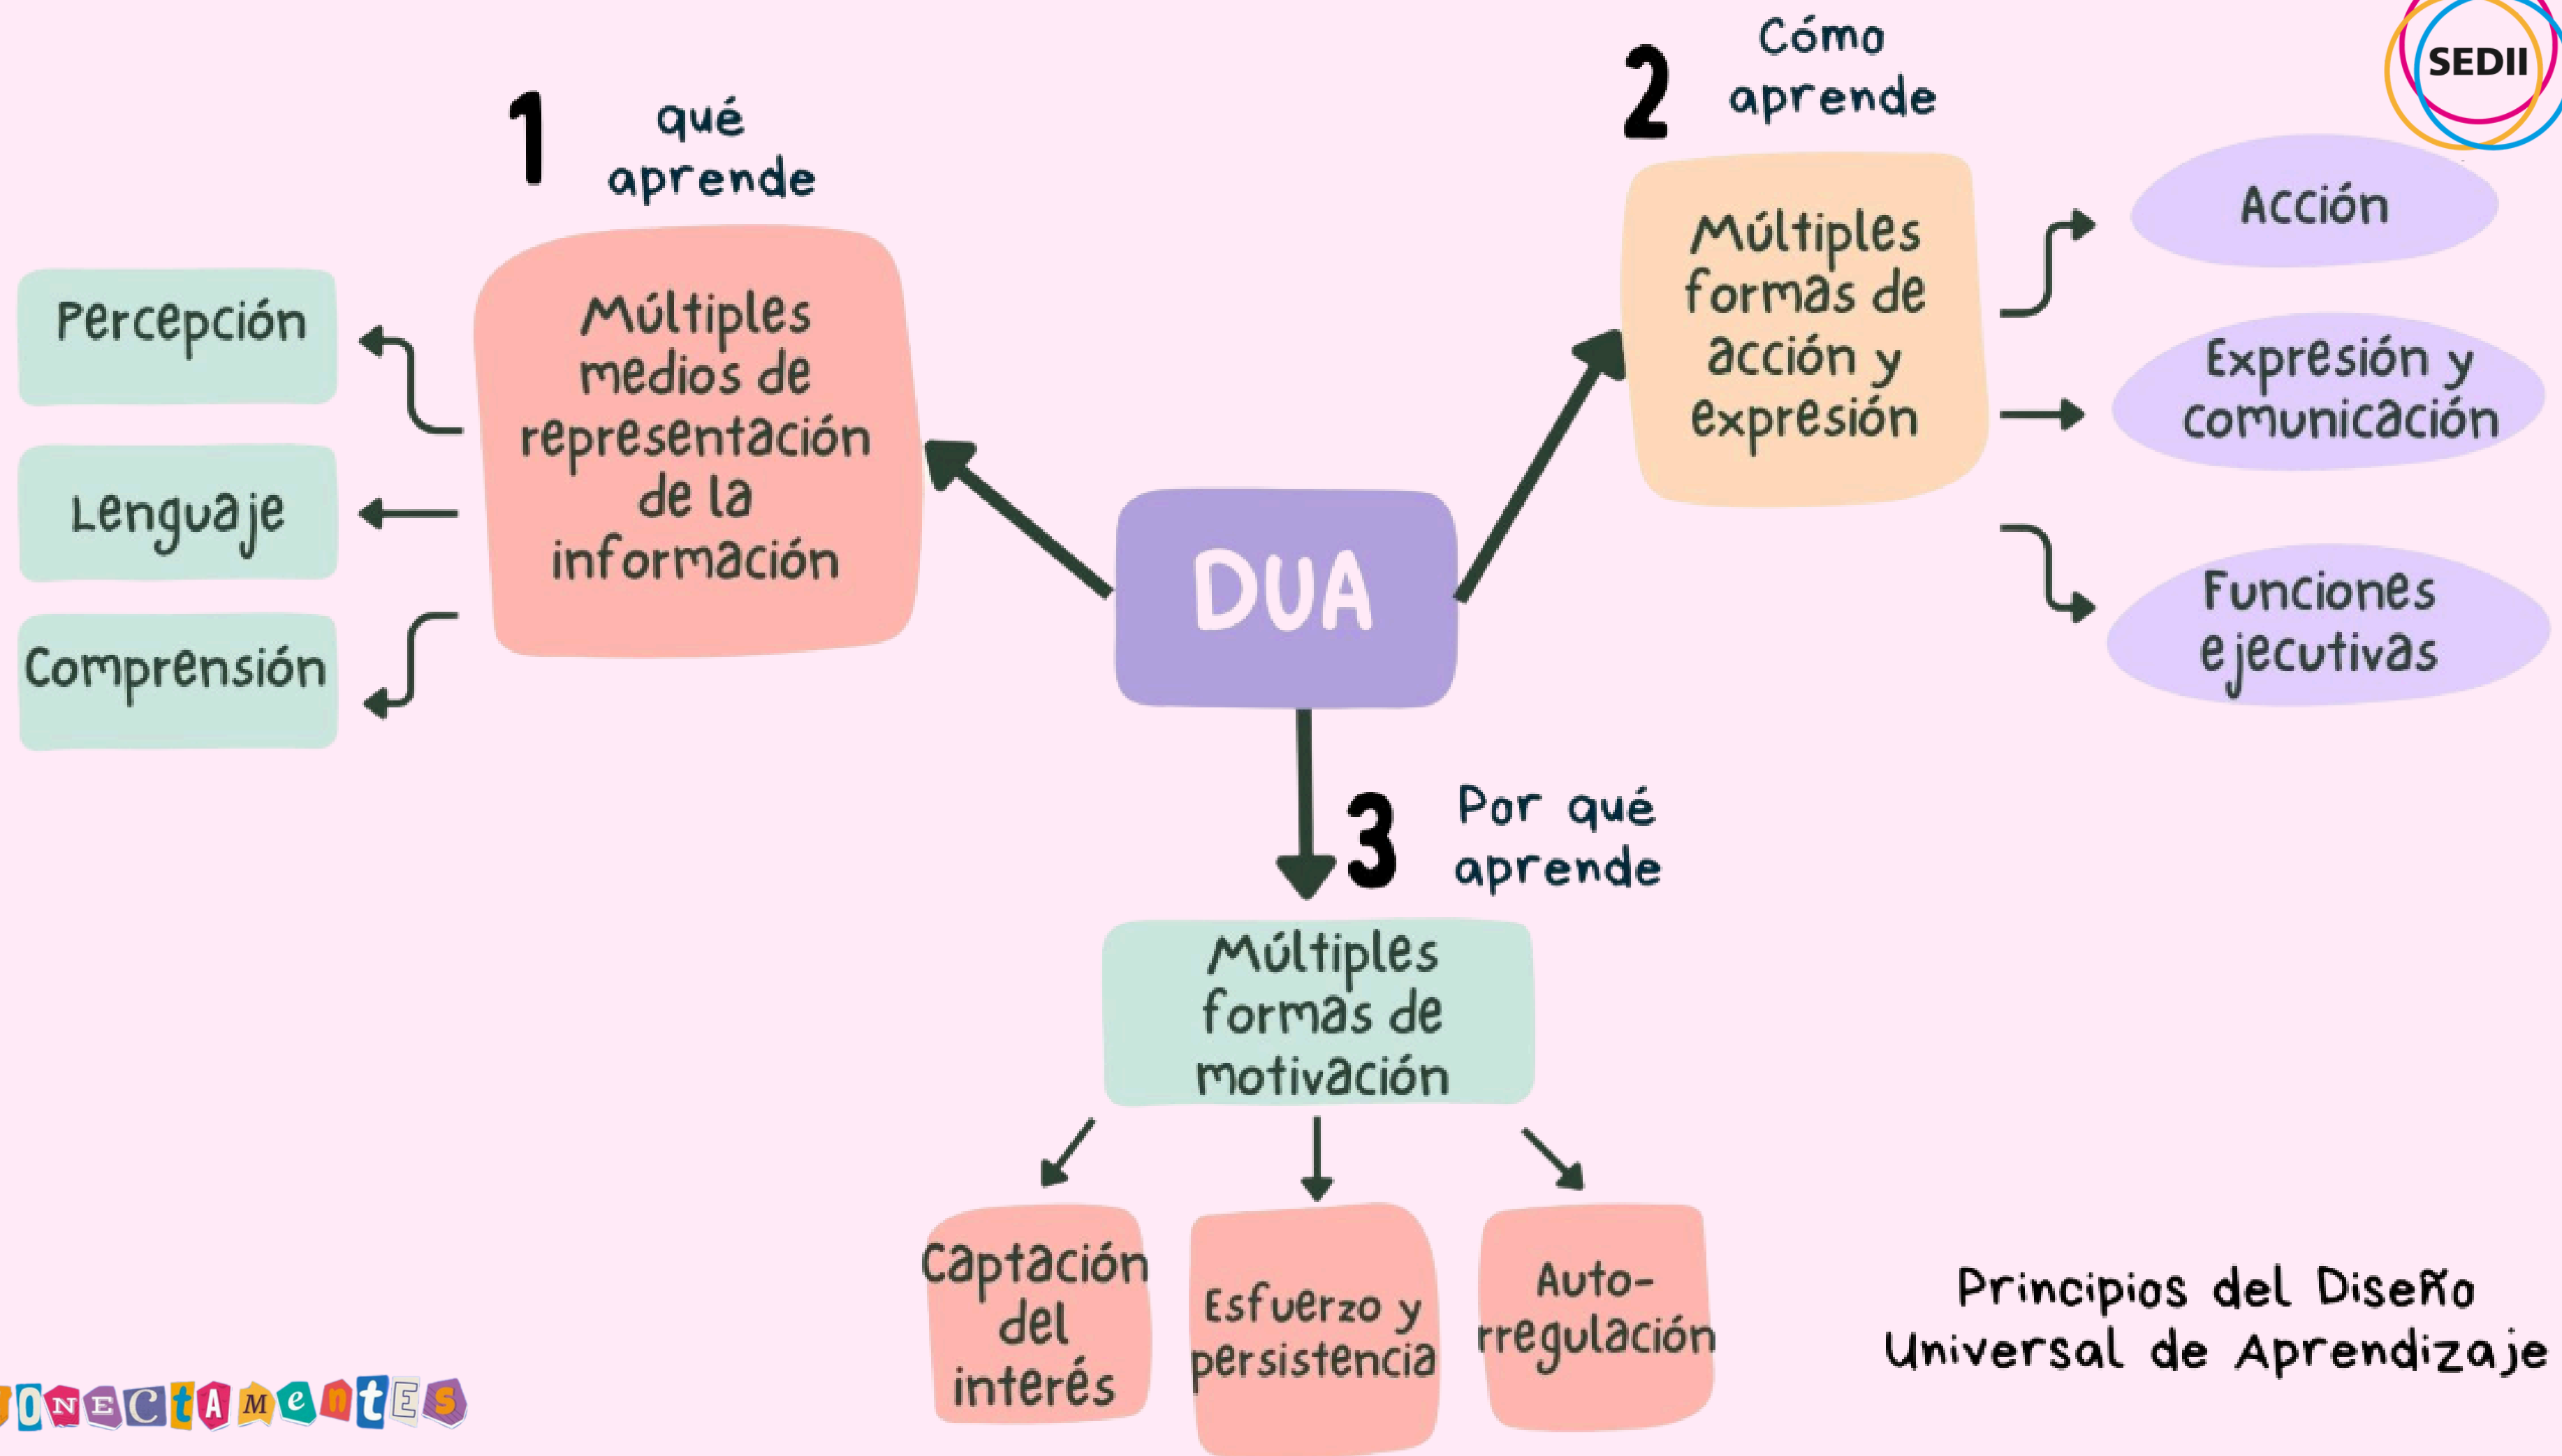 1
qué
aprende
Múltiples
medios de
representación
de la
información
Percepción
Lenguaje
Comprensión
DUA
2
Cómo
aprende
Múltiples
formas de
acción y
expresión
Acción
Expresión y
comunicación
Funciones
ejecutivas
3
Por qué
aprende
Múltiples
formas de
motivación
Captación
del
interés
Esfuerzo y
persistencia
Auto-
rregulación
Principios del Diseño
Universal de Aprendizaje
SEDII
CONECtAMentES